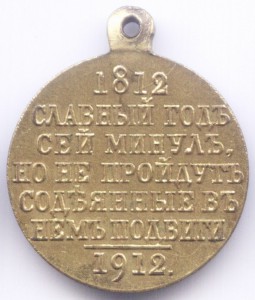 1812
СЛАВНЫЙ ГОДЪ
СЕЙ МИНУЛЪ,
НО НЕ ПРОЙДУТЪ
СОДѢЯННЫЕ ВЪ
НЕМЪ ПОДВИГИ
1912.